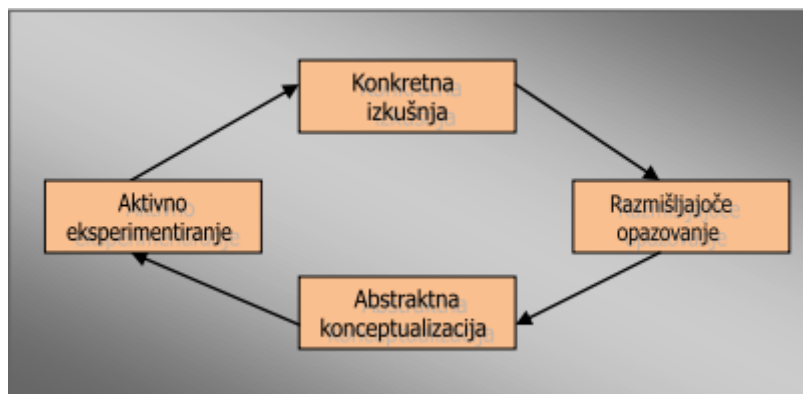 Konkretna
izkušnja
Aktivno
eksperimentiranje
Razmišljajoče
opazovanje
Abstraktna
konceptualizacija